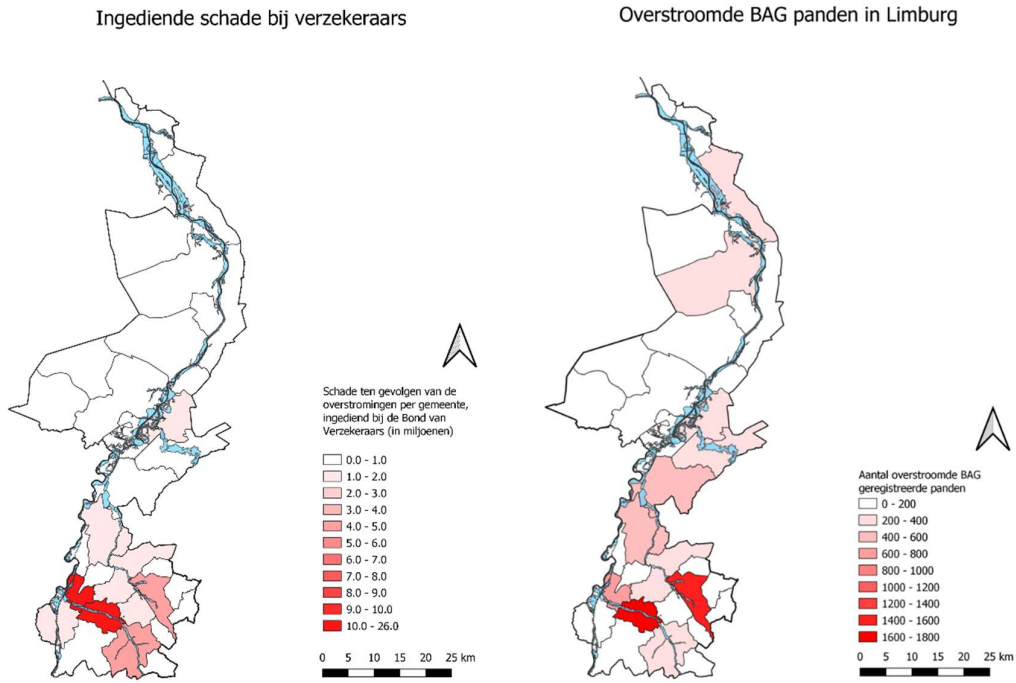 Ingediende schade bij verzekeraars
Overstroomde BAG panden in Limburg
Schade ten gevolgen van de
overstromingen per gemeente,
ingediend bij de Bond van
Verzekeraars (in miljoenen)
0.0 - 1.0
1.0 - 2.0
2.0 - 3.0
3.0 - 4.0
4.0 - 5.0
5.0 - 6.0
6.0 - 7.0
7.0 - 8.0
8.0 - 9.0
9.0 - 10.0
10.0 - 26.0
0 5 10 15 20 25 km
Aantal overstroomde BAG
geregistreerde panden
0 - 200
200 - 400
400 - 600
600 - 800
800 - 1000
1000 - 1200
1200 - 1400
1400 - 1600
1600 - 1800
0 5 10 15 20 25 km